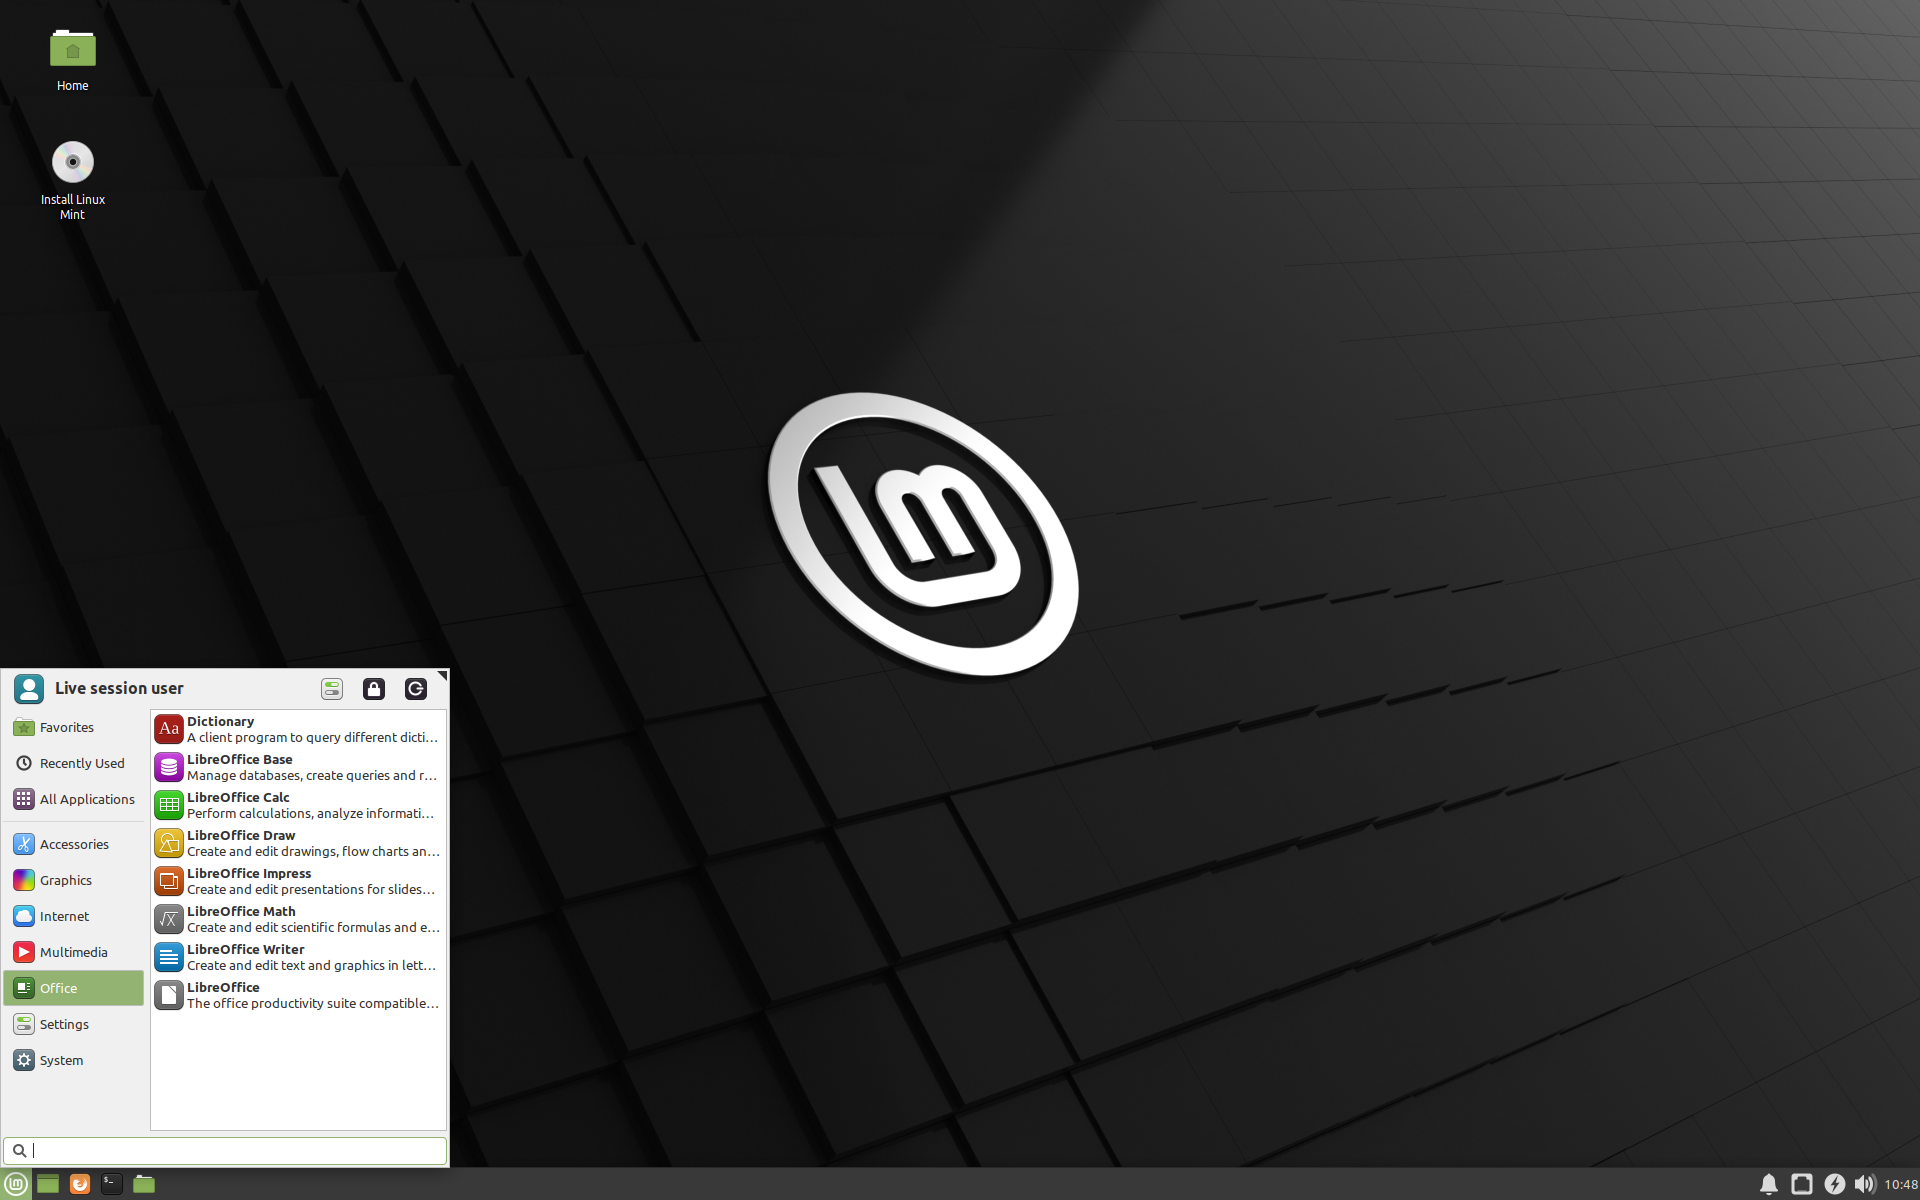 Home
Install Linux
Mint
Live session user
Favorites
Recently Used
All Applications
Accessories
Graphics
Internet
Multimedia
Office
Settings
System
Dictionary
A client program to query different dicti…
LibreOffice Base
Manage databases, create queries and r…
LibreOffice Calc
Perform calculations, analyze informati…
LibreOffice Draw
Create and edit drawings, flow charts an…
LibreOffice Impress
Create and edit presentations for slides…
LibreOffice Math
Create and edit scientific formulas and e…
LibreOffice Writer
Create and edit text and graphics in lett…
LibreOffice
The office productivity suite compatible…
10:48